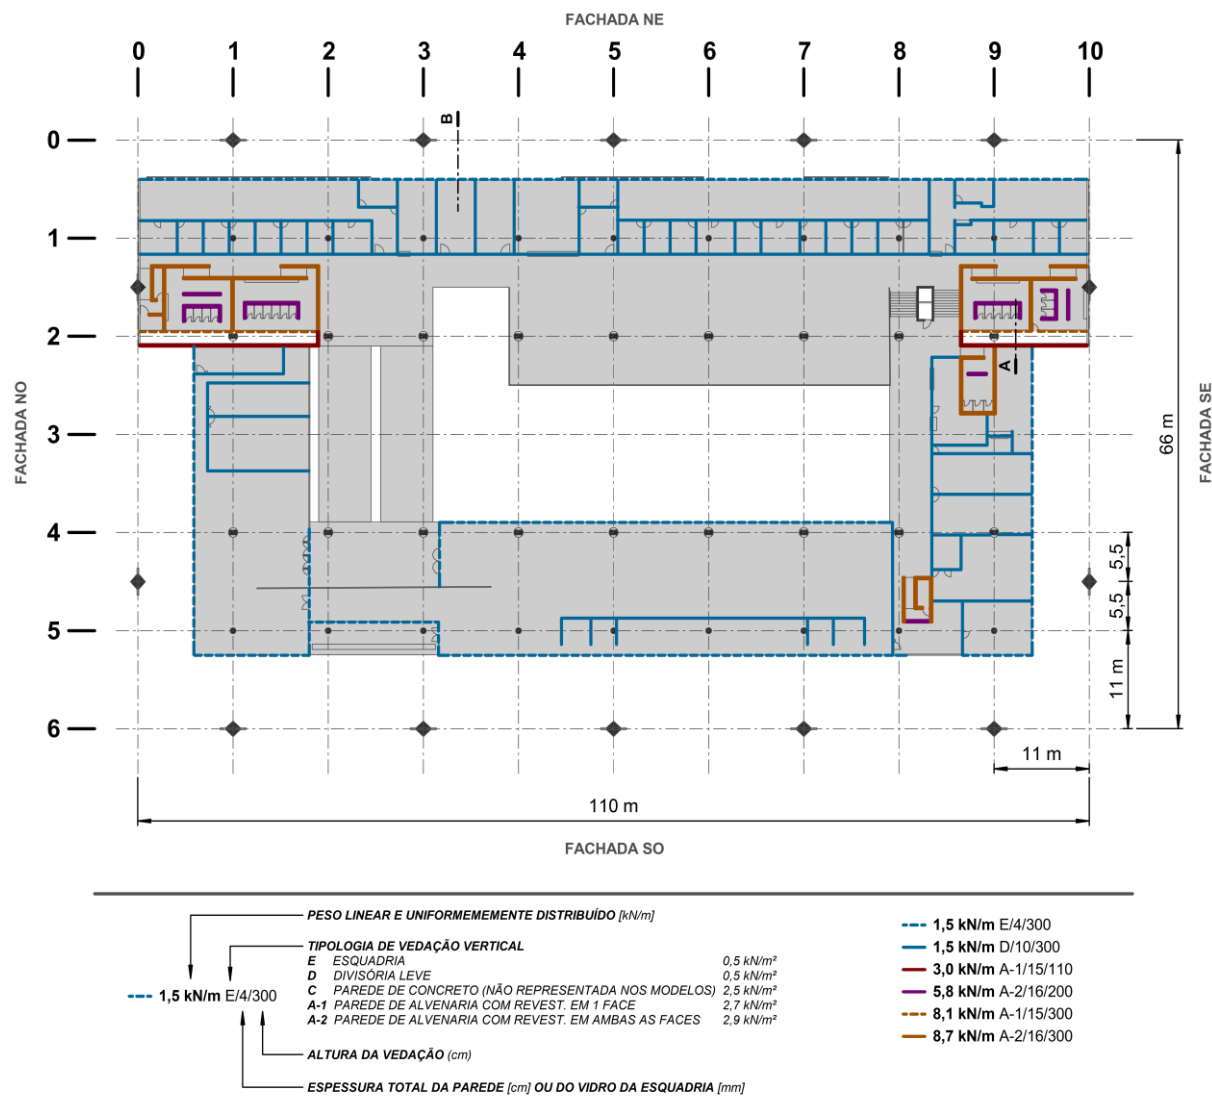 FACHADA NE
0 1 2 3 4 5 6 7 8 9 10
B
0
1
2
A
3
4
5
6
FACHADA NO
FACHADA SE
66 m
5,5
5,5
11 m
11 m
110 m
FACHADA SO
PESO LINEAR E UNIFORMEMEMENTE DISTRIBUÍDO [kN/m]
TIPOLOGIA DE VEDAÇÃO VERTICAL
E ESQUADRIA 0,5 kN/m²
D DIVISÓRIA LEVE 0,5 kN/m²
C PAREDE DE CONCRETO (NÃO REPRESENTADA NOS MODELOS) 2,5 kN/m²
A-1 PAREDE DE ALVENARIA COM REVEST. EM 1 FACE 2,7 kN/m²
A-2 PAREDE DE ALVENARIA COM REVEST. EM AMBAS AS FACES 2,9 kN/m²
1,5 kN/m E/4/300
ALTURA DA VEDAÇÃO (cm)
ESPESSURA TOTAL DA PAREDE [cm] OU DO VIDRO DA ESQUADRIA [mm]
1,5 kN/m E/4/300
1,5 kN/m D/10/300
3,0 kN/m A-1/15/110
5,8 kN/m A-2/16/200
8,1 kN/m A-1/15/300
8,7 kN/m A-2/16/300